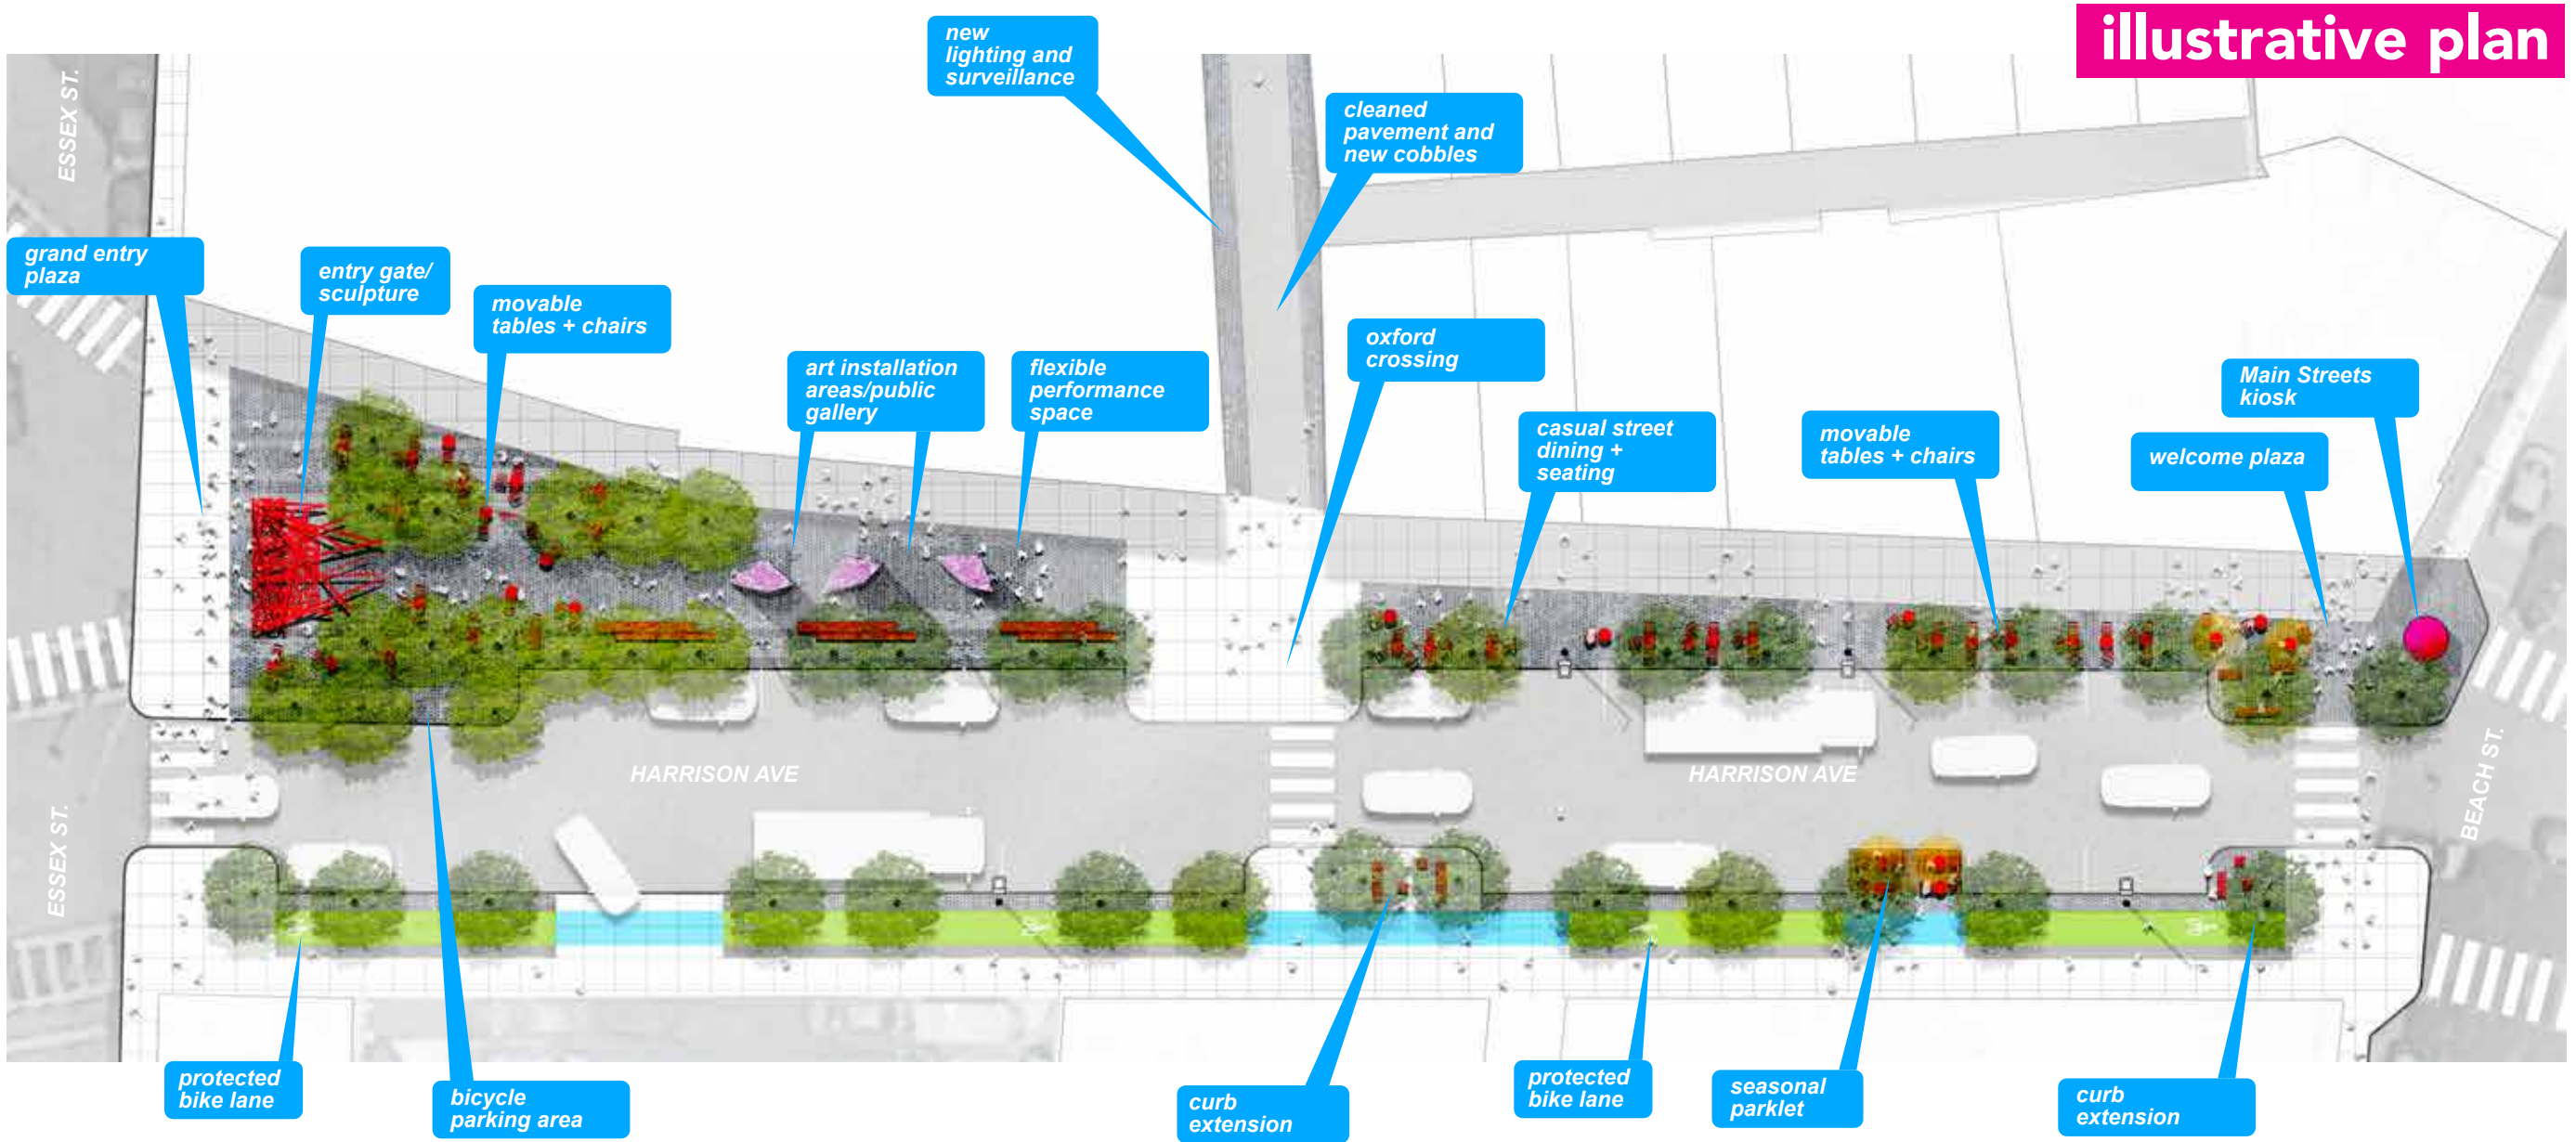 illustrative plan
new
lighting and
surveillance
cleaned
pavement and
new cobbles
ESSEX ST.
grand entry
plaza
entry gate/
sculpture
movable
tables + chairs
art installation
areas/public
gallery
flexible
performance
space
oxford
crossing
casual street
dining +
seating
movable
tables + chairs
welcome plaza
Main Streets
kiosk
HARRISON AVE
HARRISON AVE
ESSEX ST.
BEACH ST.
protected
bike lane
bicycle
parking area
curb
extension
protected
bike lane
seasonal
parklet
curb
extension